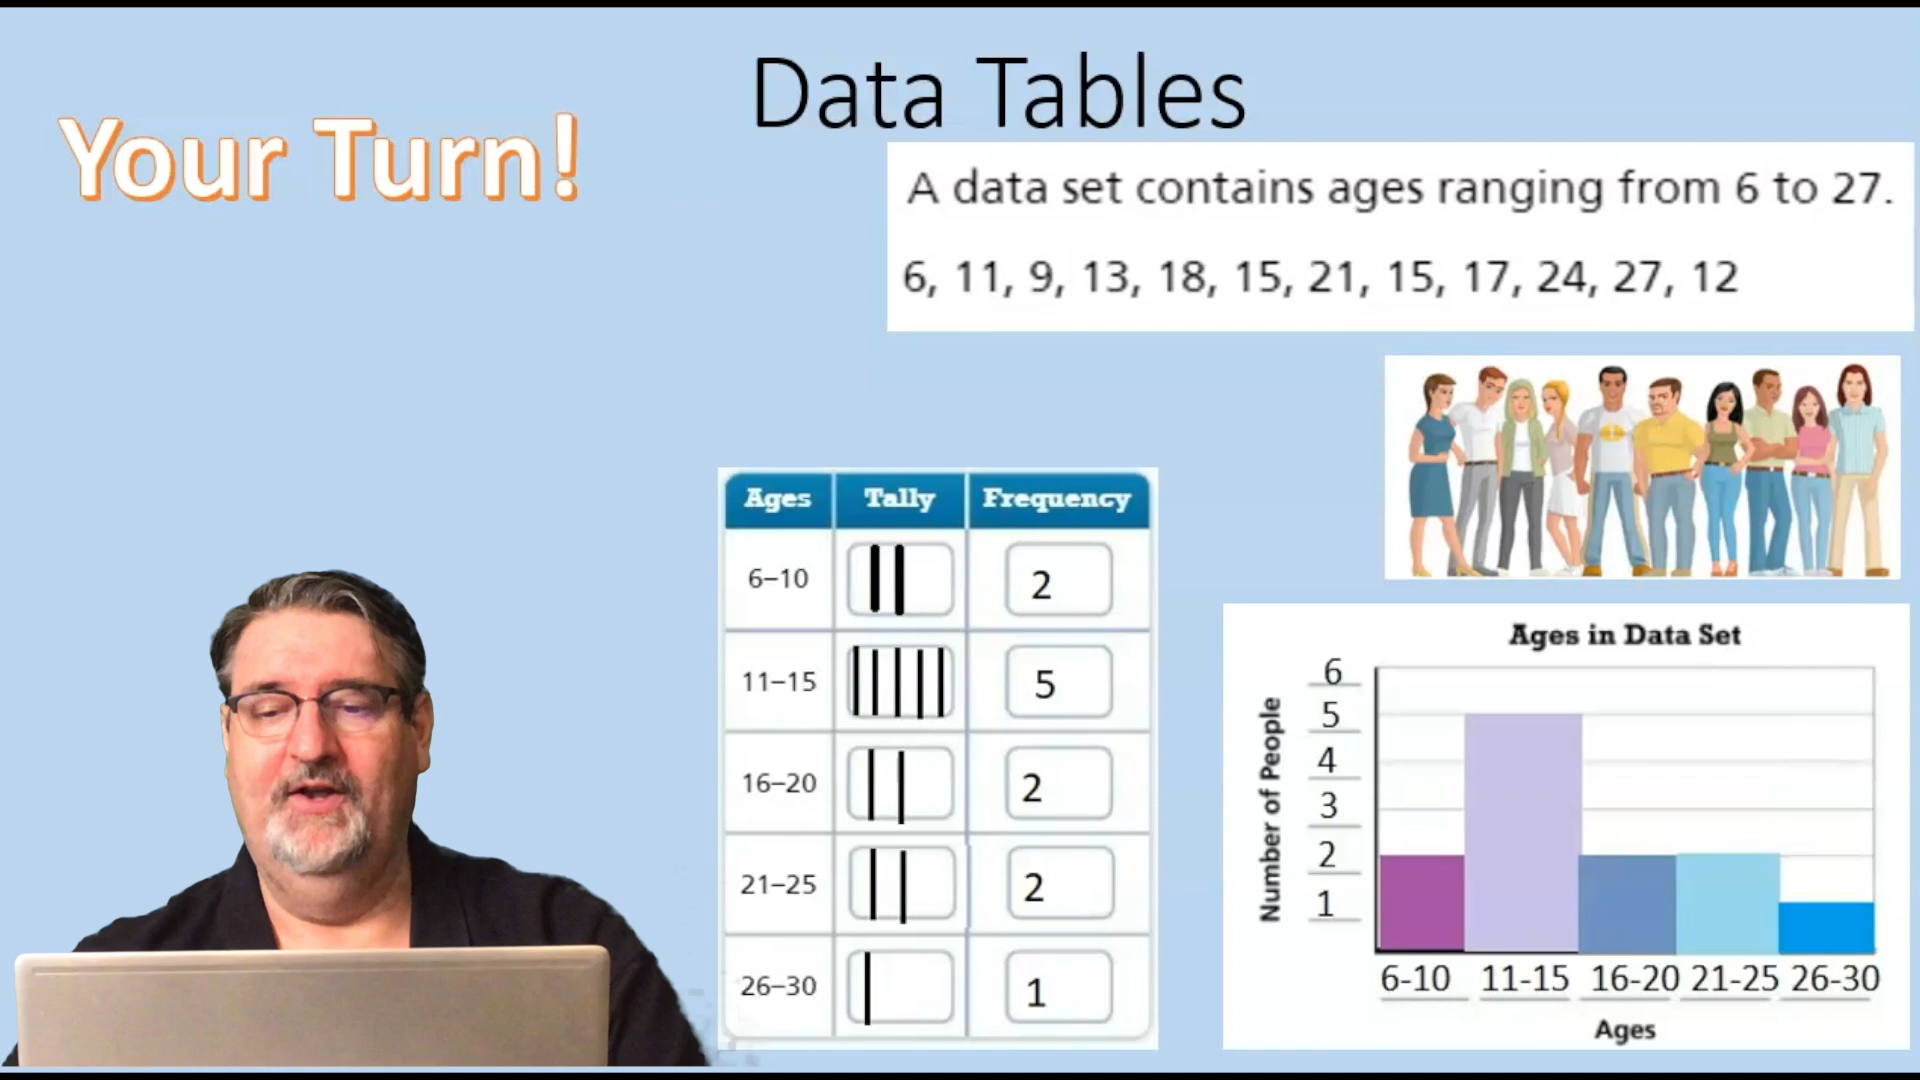 Data Tables
Your Turn!
A data set contains ages ranging from 6 to 27.
6, 11, 9, 13, 18, 15, 21, 15, 17, 24, 27, 12
Ages Tally Frequency
6–10 2
11–15 5
16–20 2
21–25 2
26–30 1
Ages in Data Set
Number of People
6
5
4
3
2
1
6-10 11-15 16-20 21-25 26-30
Ages